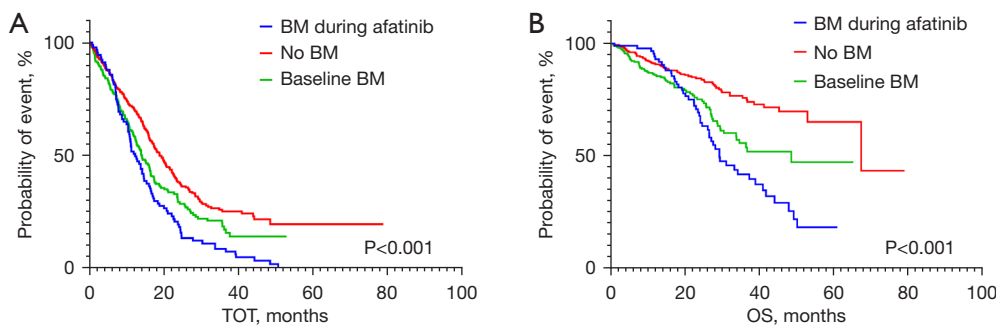 A
BM during afatinib
No BM
Baseline BM
Probability of event, %
100
50
0
P<0.001
0 20 40 60 80 100
TOT, months
B
BM during afatinib
No BM
Baseline BM
Probability of event, %
100
50
0
P<0.001
0 20 40 60 80 100
OS, months